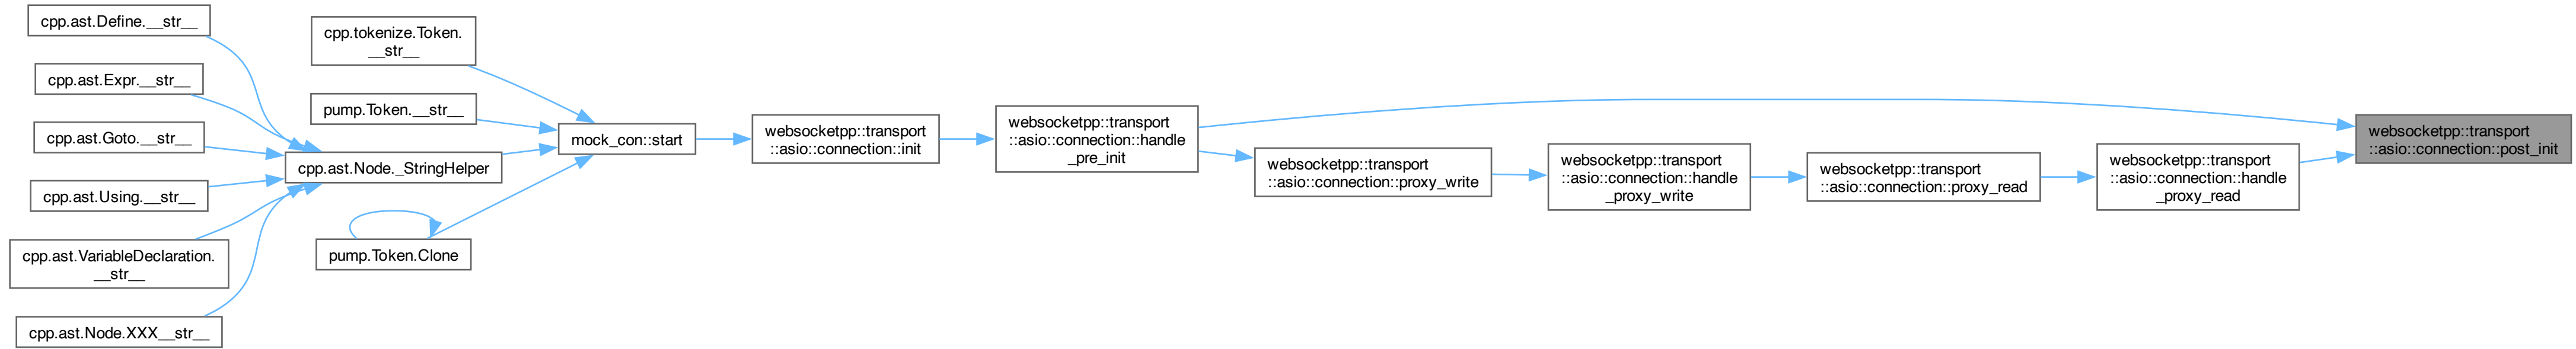 cpp.ast.Define.__str__
cpp.ast.Expr.__str__
cpp.ast.Goto.__str__
cpp.ast.Using.__str__
cpp.ast.VariableDeclaration.
__str__
cpp.ast.Node.XXX__str__
cpp.tokenize.Token.
__str__
pump.Token.__str__
cpp.ast.Node._StringHelper
pump.Token.Clone
mock_con::start
websocketpp::transport
::asio::connection::init
websocketpp::transport
::asio::connection::handle
_pre_init
websocketpp::transport
::asio::connection::proxy_write
websocketpp::transport
::asio::connection::handle
_proxy_write
websocketpp::transport
::asio::connection::proxy_read
websocketpp::transport
::asio::connection::handle
_proxy_read
websocketpp::transport
::asio::connection::post_init